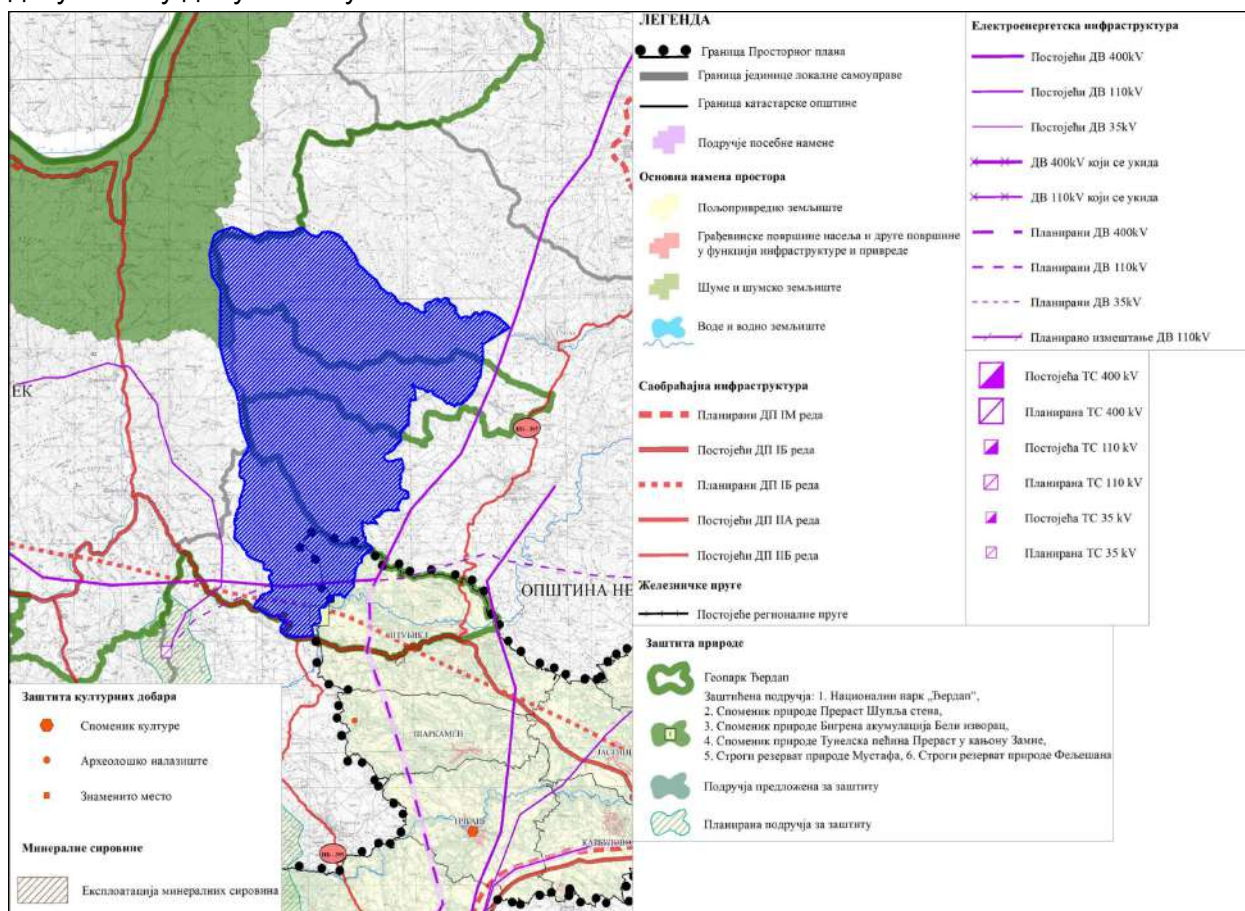 ЛЕГЕНДА
Граница Просторног плана
Граница јединице локалне самоуправе
Граница катастарске општине
Подручје посебне намене
Основна намена простора
Пољопривредно земљиште
Грађевинске површине насеља и друге површине
у функцији инфраструктуре и привреде
Шуме и шумско земљиште
Воде и водно земљиште
Саобраћајна инфраструктура
Планирани ДП IМ реда
Постојећи ДП IБ реда
Планирани ДП IБ реда
Постојећи ДП IIА реда
Постојећи ДП IIБ реда
Железничке пруге
Постојеће регионалне пруге
Електроенергетска инфраструктура
Постојећи ДВ 400kV
Постојећи ДВ 110kV
Постојећи ДВ 35kV
ДВ 400kV који се укида
ДВ 110kV који се укида
Планирани ДВ 400kV
Планирани ДВ 110kV
Планирани ДВ 35kV
Планирано измештање ДВ 110kV
Постојећа ТС 400 kV
Планирана ТС 400 kV
Постојећа ТС 110 kV
Планирана ТС 110 kV
Постојећа ТС 35 kV
Планирана ТС 35 kV
Заштита природе
Геопарк Ђердап
Заштићена подручја: 1. Национални парк „Ђердап“,
2. Споменик природе Прераст Шупља стена,
3. Споменик природе Бигрена акумулација Бели изворац,
4. Споменик природе Тунелска пећина Прераст у кањону Замне,
5. Строги резерват природе Мустафа, 6. Строги резерват природе Фељешана
Подручја предложена за заштиту
Планирана подручја за заштиту
ЕК
ОПШТИНА НЕ
ШТУБИК
ШАРКАМЕН
Заштита културних добара
Споменик културе
Археолошко налазиште
Знаменито место
Минералне сировине
Експлоатација минералних сировина